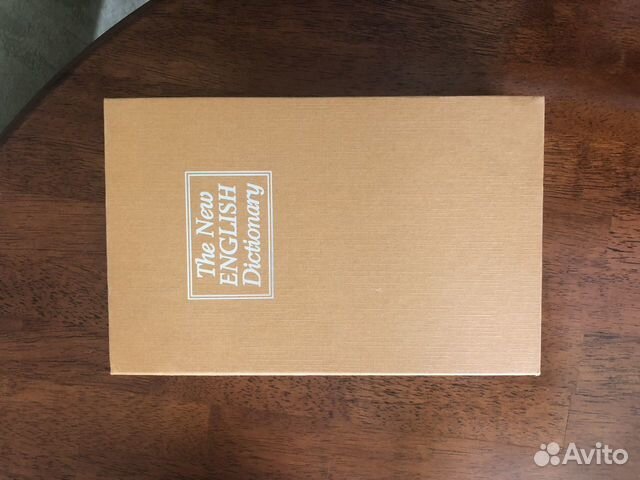 The New
ENGLISH
Dictionary
Avito